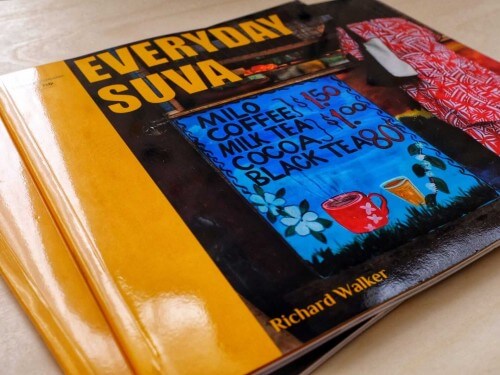 EVERYDAY
SUVA
MILO
COFFEE } $1.50
MILK TEA
COCOA } $1.00
BLACK TEA 80¢
Richard Walker